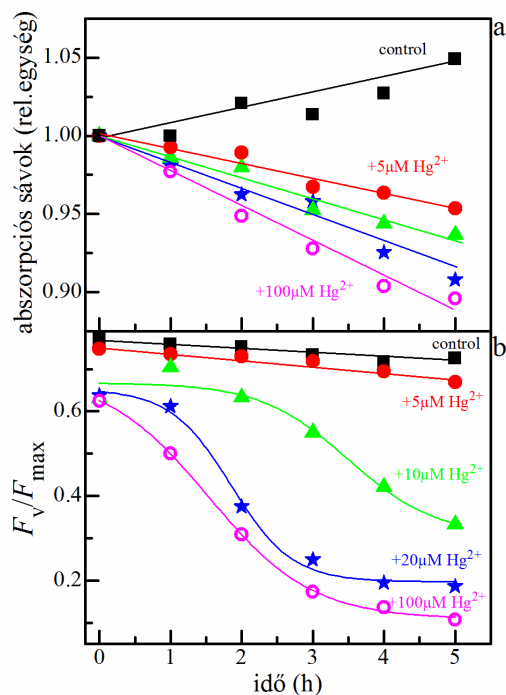 a
abszorpciós sávok (rel.egység)
1.05
1.00
0.95
0.90
control
+5µM Hg²⁺
+100µM Hg²⁺
b
Fv/Fmax
0.6
0.4
0.2
control
+5µM Hg²⁺
+10µM Hg²⁺
+20µM Hg²⁺
+100µM Hg²⁺
0 1 2 3 4 5
idő (h)